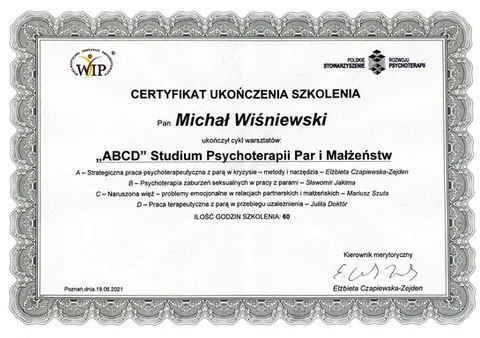 WIP
POLSKIE STOWARZYSZENIE ROZWOJU PSYCHOTERAPII
CERTYFIKAT UKOŃCZENIA SZKOLENIA
Pan Michał Wiśniewski
ukończył cykl warsztatów:
„ABCD” Studium Psychoterapii Par i Małżeństw
A – Strategiczna praca psychoterapeutyczna z parą w kryzysie – metody i narzędzia – Elżbieta Czapiewska-Zejden
B – Psychoterapia zaburzeń seksualnych w pracy z parami – Sławomir Jakima
C – Naruszona więź – problemy emocjonalne w relacjach partnerskich i małżeńskich – Mariusz Szuta
D – Praca terapeutyczna z parą w przebiegu uzależnienia – Julita Doktór
ILOŚĆ GODZIN SZKOLENIA: 60
Kierownik merytoryczny
Poznań,dnia.19.06.2021
Elżbieta Czapiewska-Zejden